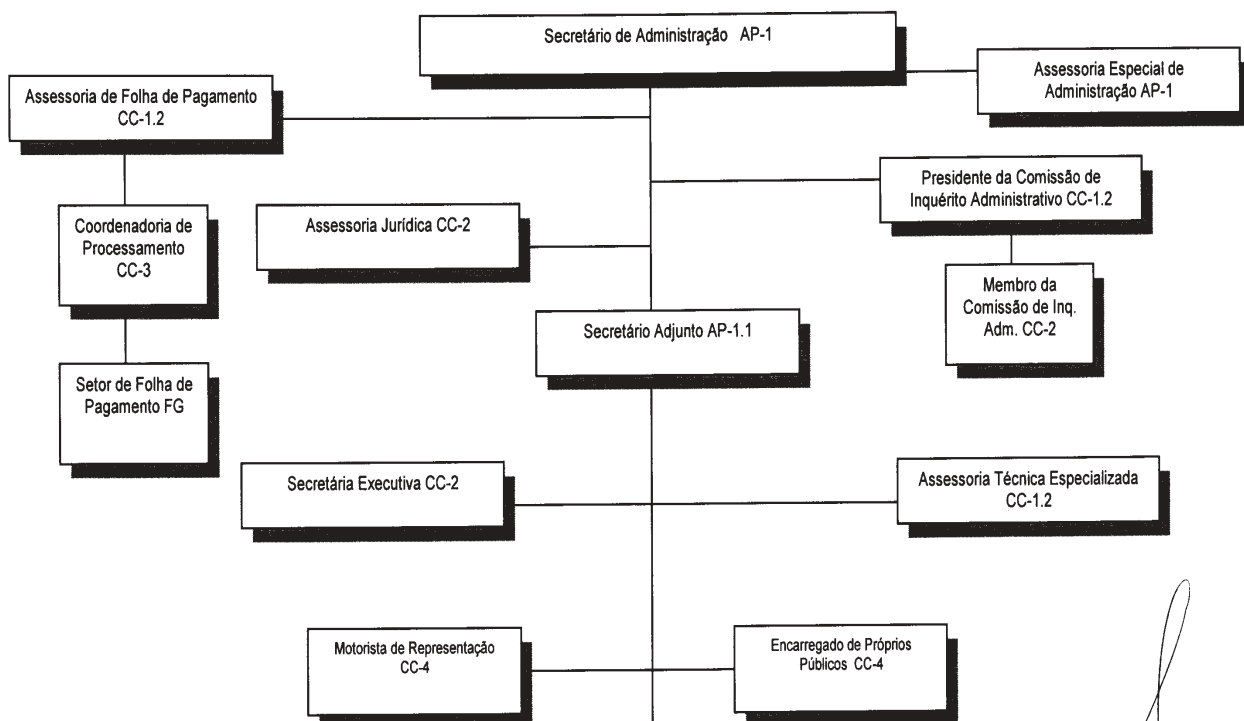 Secretário de Administração AP-1
Assessoria Especial de
Administração AP-1
Assessoria de Folha de Pagamento
CC-1.2
Presidente da Comissão de
Inquérito Administrativo CC-1.2
Coordenadoria de
Processamento
CC-3
Assessoria Jurídica CC-2
Membro da
Comissão de Inq.
Adm. CC-2
Secretário Adjunto AP-1.1
Setor de Folha de
Pagamento FG
Secretária Executiva CC-2
Assessoria Técnica Especializada
CC-1.2
Motorista de Representação
CC-4
Encarregado de Próprios
Públicos CC-4